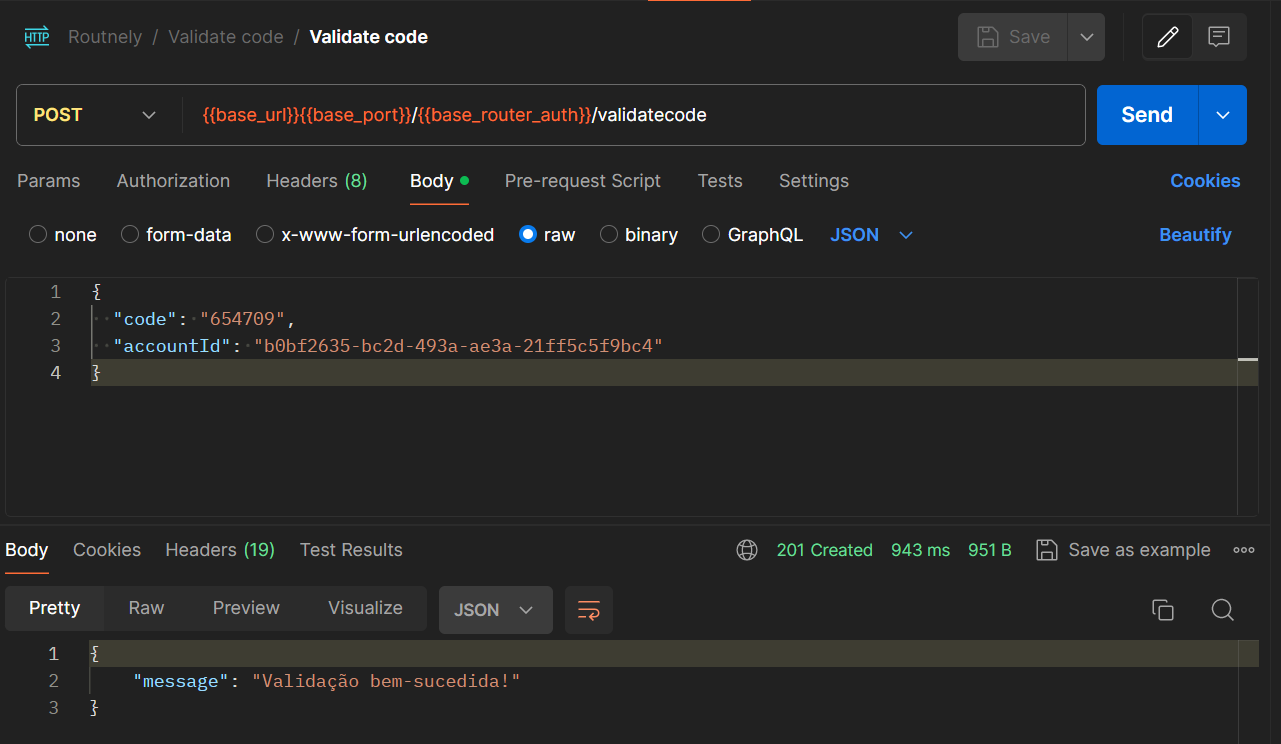 HTTP Routnely / Validate code / Validate code Save
POST {{base_url}}{{base_port}}/{{base_router_auth}}/validatecode Send
Params Authorization Headers (8) Body Pre-request Script Tests Settings Cookies
none form-data x-www-form-urlencoded raw binary GraphQL JSON Beautify
1 {
2 "code": "654709",
3 "accountId": "b0bf2635-bc2d-493a-ae3a-21ff5c5f9bc4"
4 }
Body Cookies Headers (19) Test Results 201 Created 943 ms 951 B Save as example
Pretty Raw Preview Visualize JSON
1 {
2 "message": "Validação bem-sucedida!"
3 }